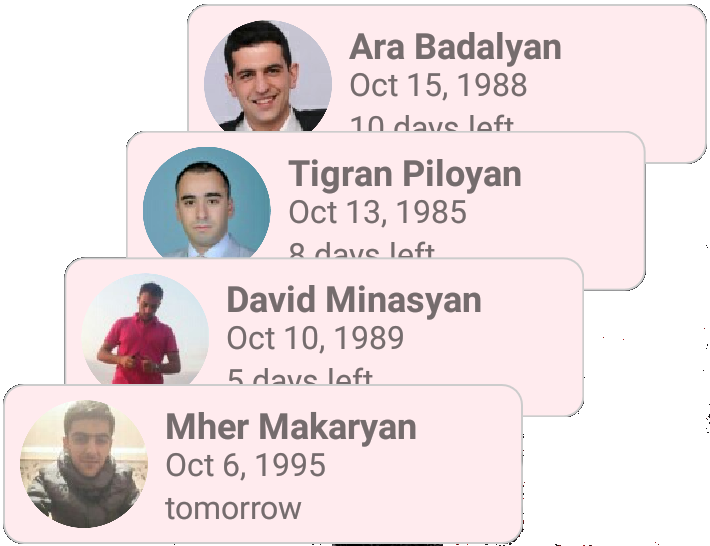 Ara Badalyan
Oct 15, 1988
10 days left
Tigran Piloyan
Oct 13, 1985
8 days left
David Minasyan
Oct 10, 1989
5 days left
Mher Makaryan
Oct 6, 1995
tomorrow